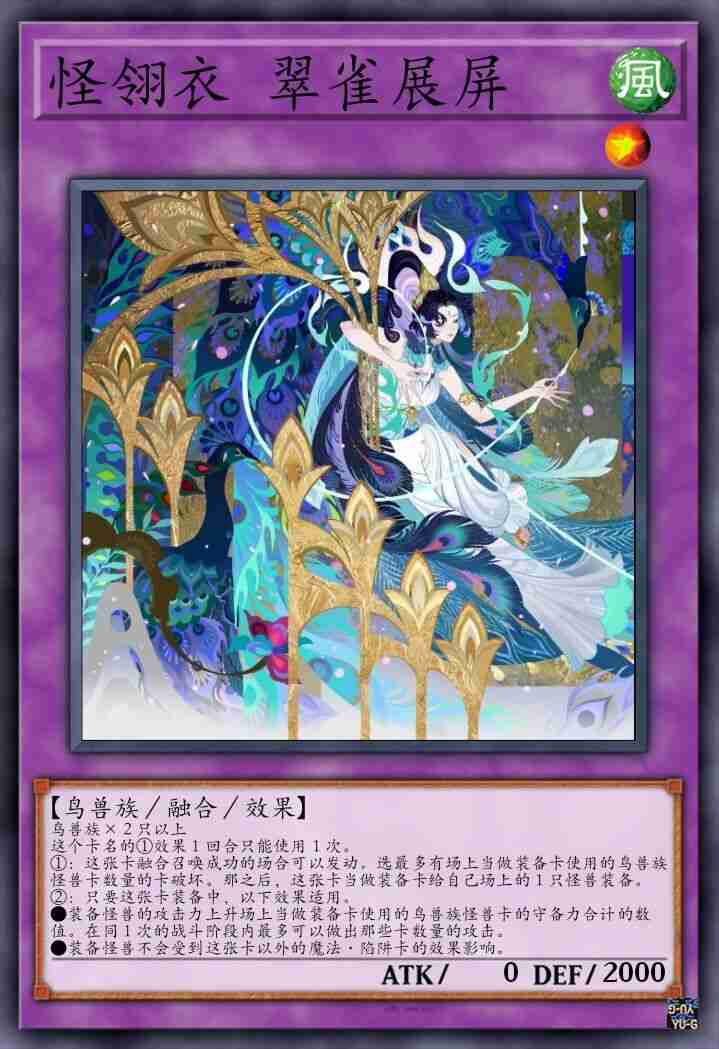 怪翎衣 翠雀展屏
風
【鸟兽族／融合／效果】
鸟兽族×2只以上
这个卡名的①效果1回合只能使用1次。
①：这张卡融合召唤成功的场合可以发动。选最多有场上当做装备卡使用的鸟兽族
怪兽卡数量的卡破坏。那之后，这张卡当做装备卡给自己场上的1只怪兽装备。
②：只要这张卡装备中，以下效果适用。
●装备怪兽的攻击力上升场上当做装备卡使用的鸟兽族怪兽卡的守备力合计的数
值。在同1次的战斗阶段内最多可以做出那些卡数量的攻击。
●装备怪兽不会受到这张卡以外的魔法·陷阱卡的效果影响。
ATK/ 0 DEF/2000
YU-G